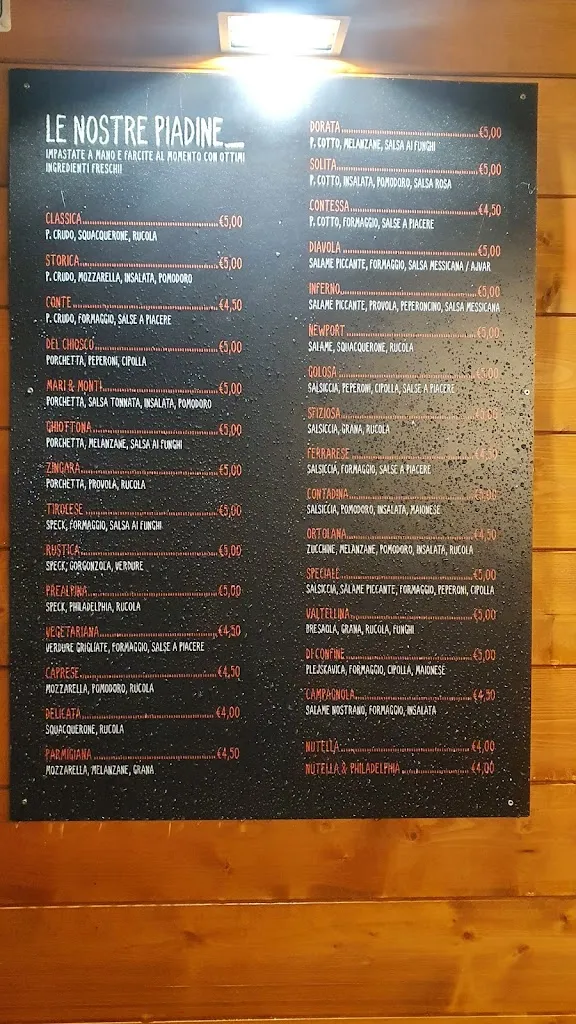 LE NOSTRE PIADINE_
IMPASTATE A MANO E FARCITE AL MOMENTO CON OTTIMI
INGREDIENTI FRESCHI!
CLASSICA €5,00
P. CRUDO, SQUACQUERONE, RUCOLA
STORICA €5,00
P. CRUDO, MOZZARELLA, INSALATA, POMODORO
CONTE €4,50
P. CRUDO, FORMAGGIO, SALSE A PIACERE
DEL CHIOSCO €5,00
PORCHETTA, PEPERONI, CIPOLLA
MARI & MONTI €5,00
PORCHETTA, SALSA TONNATA, INSALATA, POMODORO
GHIOTTONA €5,00
PORCHETTA, MELANZANE, SALSA AI FUNGHI
ZINGARA €5,00
PORCHETTA, PROVOLA, RUCOLA
TIROLESE €5,00
SPECK, FORMAGGIO, SALSA AI FUNGHI
RUSTICA €5,00
SPECK, GORGONZOLA, VERDURE
PREALPINA €5,00
SPECK, PHILADELPHIA, RUCOLA
VEGETARIANA €4,50
VERDURE GRIGLIATE, FORMAGGIO, SALSE A PIACERE
CAPRESE €4,50
MOZZARELLA, POMODORO, RUCOLA
DELICATA €4,00
SQUACQUERONE, RUCOLA
PARMIGIANA €4,50
MOZZARELLA, MELANZANE, GRANA
DORATA €5,00
P. COTTO, MELANZANE, SALSA AI FUNGHI
SOLITA €5,00
P. COTTO, INSALATA, POMODORO, SALSA ROSA
CONTESSA €4,50
P. COTTO, FORMAGGIO, SALSE A PIACERE
DIAVOLA €5,00
SALAME PICCANTE, FORMAGGIO, SALSA MESSICANA / AJVAR
INFERNO €5,00
SALAME PICCANTE, PROVOLA, PEPERONCINO, SALSA MESSICANA
NEWPORT €5,00
SALAME, SQUACQUERONE, RUCOLA
GOLOSA €5,00
SALSICCIA, PEPERONI, CIPOLLA, SALSE A PIACERE
SFIZIOSA €5,00
SALSICCIA, GRANA, RUCOLA
FERRARESE €4,50
SALSICCIA, FORMAGGIO, SALSE A PIACERE
CONTADINA €5,00
SALSICCIA, POMODORO, INSALATA, MAIONESE
ORTOLANA €4,50
ZUCCHINE, MELANZANE, POMODORO, INSALATA, RUCOLA
SPECIALE €5,00
SALSICCIA, SALAME PICCANTE, FORMAGGIO, PEPERONI, CIPOLLA
VALTELLINA €5,00
BRESAOLA, GRANA, RUCOLA, FUNGHI
DI CONFINE €5,00
PLEJSKAVICA, FORMAGGIO, CIPOLLA, MAIONESE
CAMPAGNOLA €4,50
SALAME NOSTRANO, FORMAGGIO, INSALATA
NUTELLA €4,00
NUTELLA & PHILADELPHIA €4,00